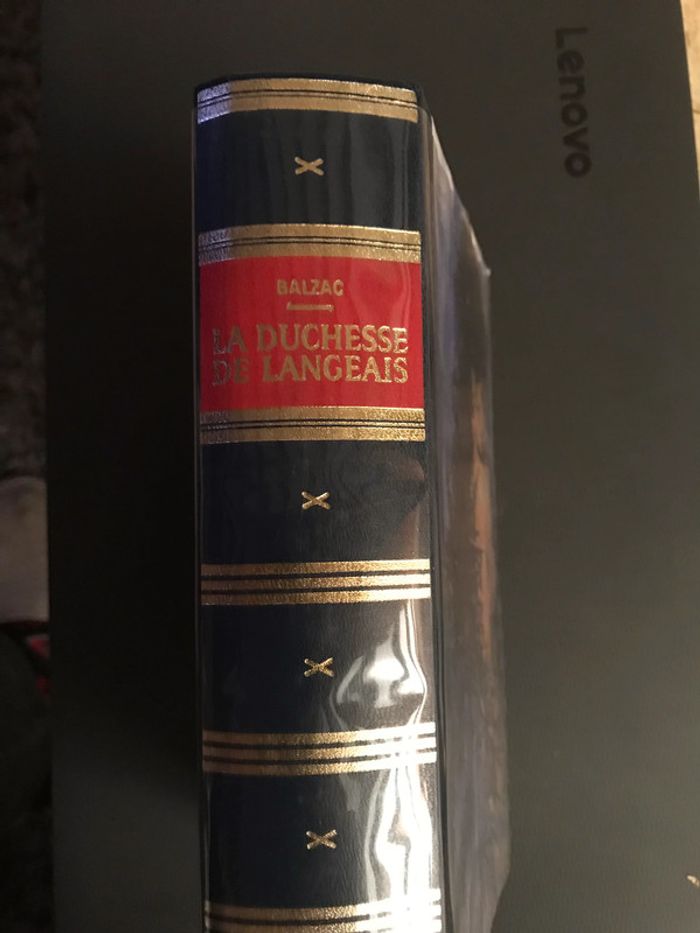 BALZAC
LA DUCHESSE
DE LANGEAIS
Lenovo